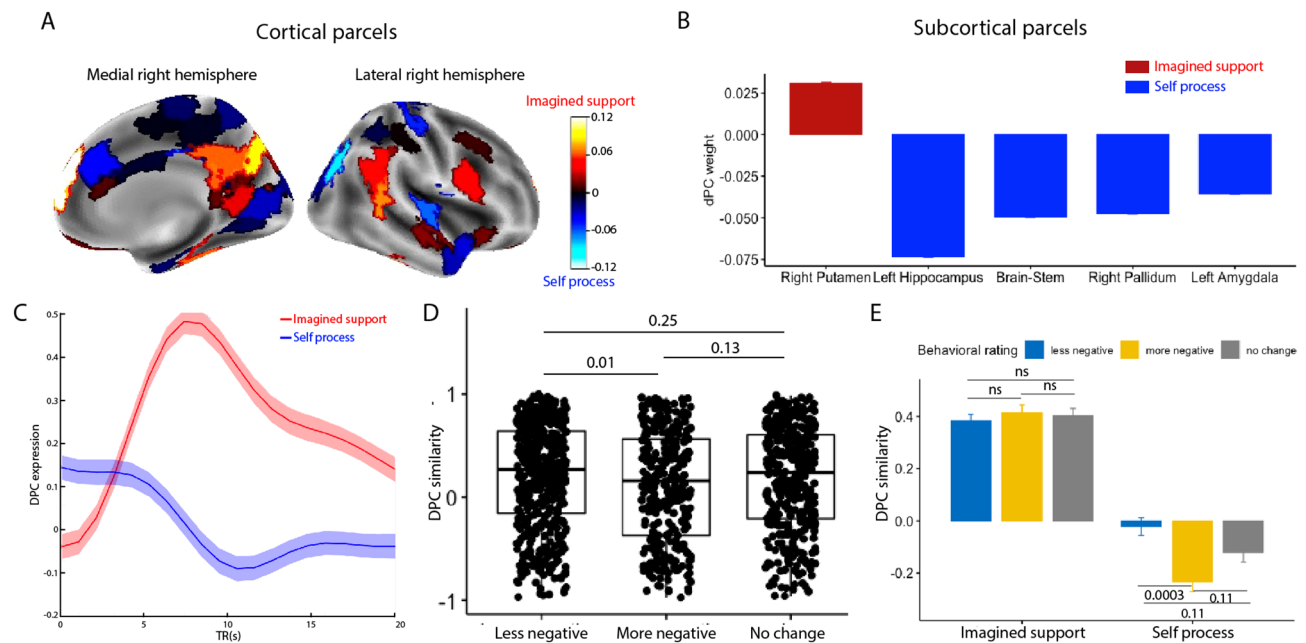 A
Cortical parcels
Medial right hemisphere
Lateral right hemisphere
Imagined support
0.12
0.06
0
-0.06
-0.12
Self process
B
Subcortical parcels
Imagined support
Self process
dPC weight
0.025
0.000
-0.025
-0.050
-0.075
Right Putamen
Left Hippocampus
Brain-Stem
Right Pallidum
Left Amygdala
C
Imagined support
Self process
DPC expression
0.5
0.4
0.3
0.2
0.1
0
-0.1
-0.2
0
5
10
15
20
TR(s)
D
0.25
0.01
0.13
DPC similarity
1
0
-1
Less negative
More negative
No change
E
Behavioral rating
less negative
more negative
no change
ns
ns
ns
DPC similarity
0.4
0.2
0.0
-0.2
0.0003
0.11
0.11
Imagined support
Self process